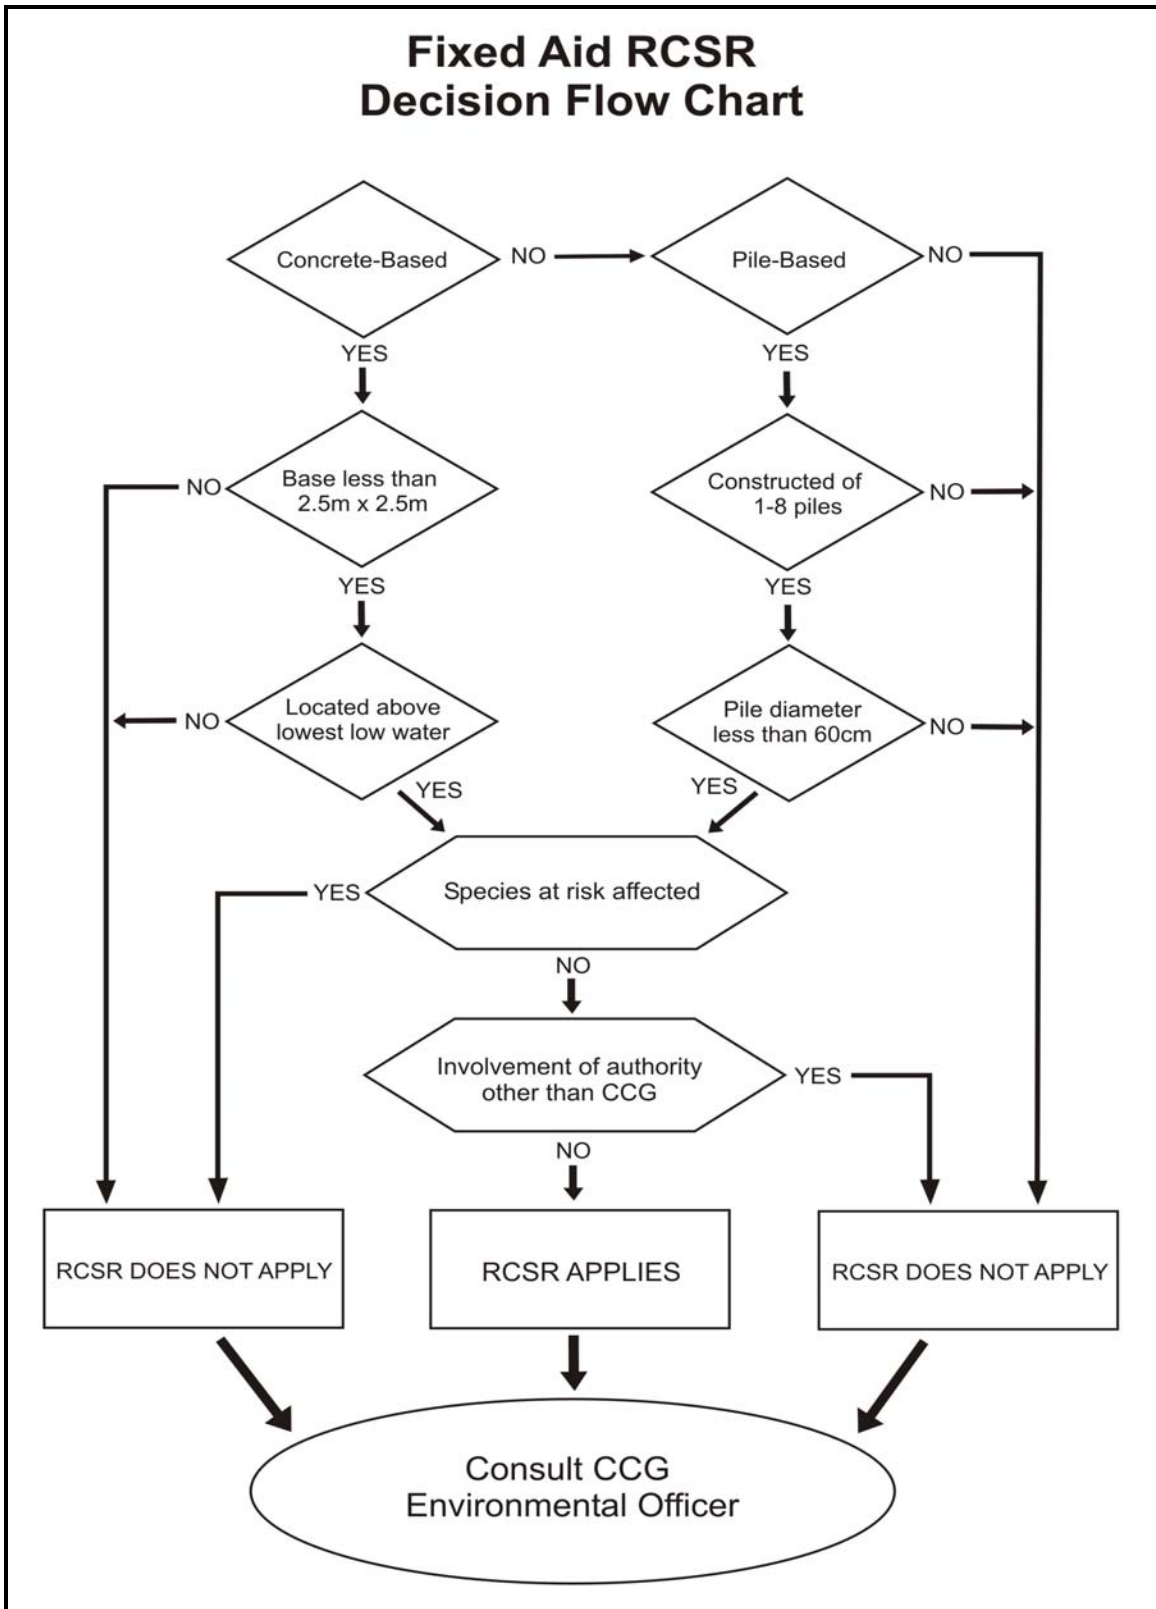 Fixed Aid RCSR
Decision Flow Chart
Concrete-Based
NO
Pile-Based
NO
YES
YES
Base less than
2.5m x 2.5m
NO
Constructed of
1-8 piles
NO
YES
YES
Located above
lowest low water
NO
Pile diameter
less than 60cm
NO
YES
YES
YES
Species at risk affected
NO
Involvement of authority
other than CCG
YES
NO
RCSR DOES NOT APPLY
RCSR APPLIES
RCSR DOES NOT APPLY
Consult CCG
Environmental Officer